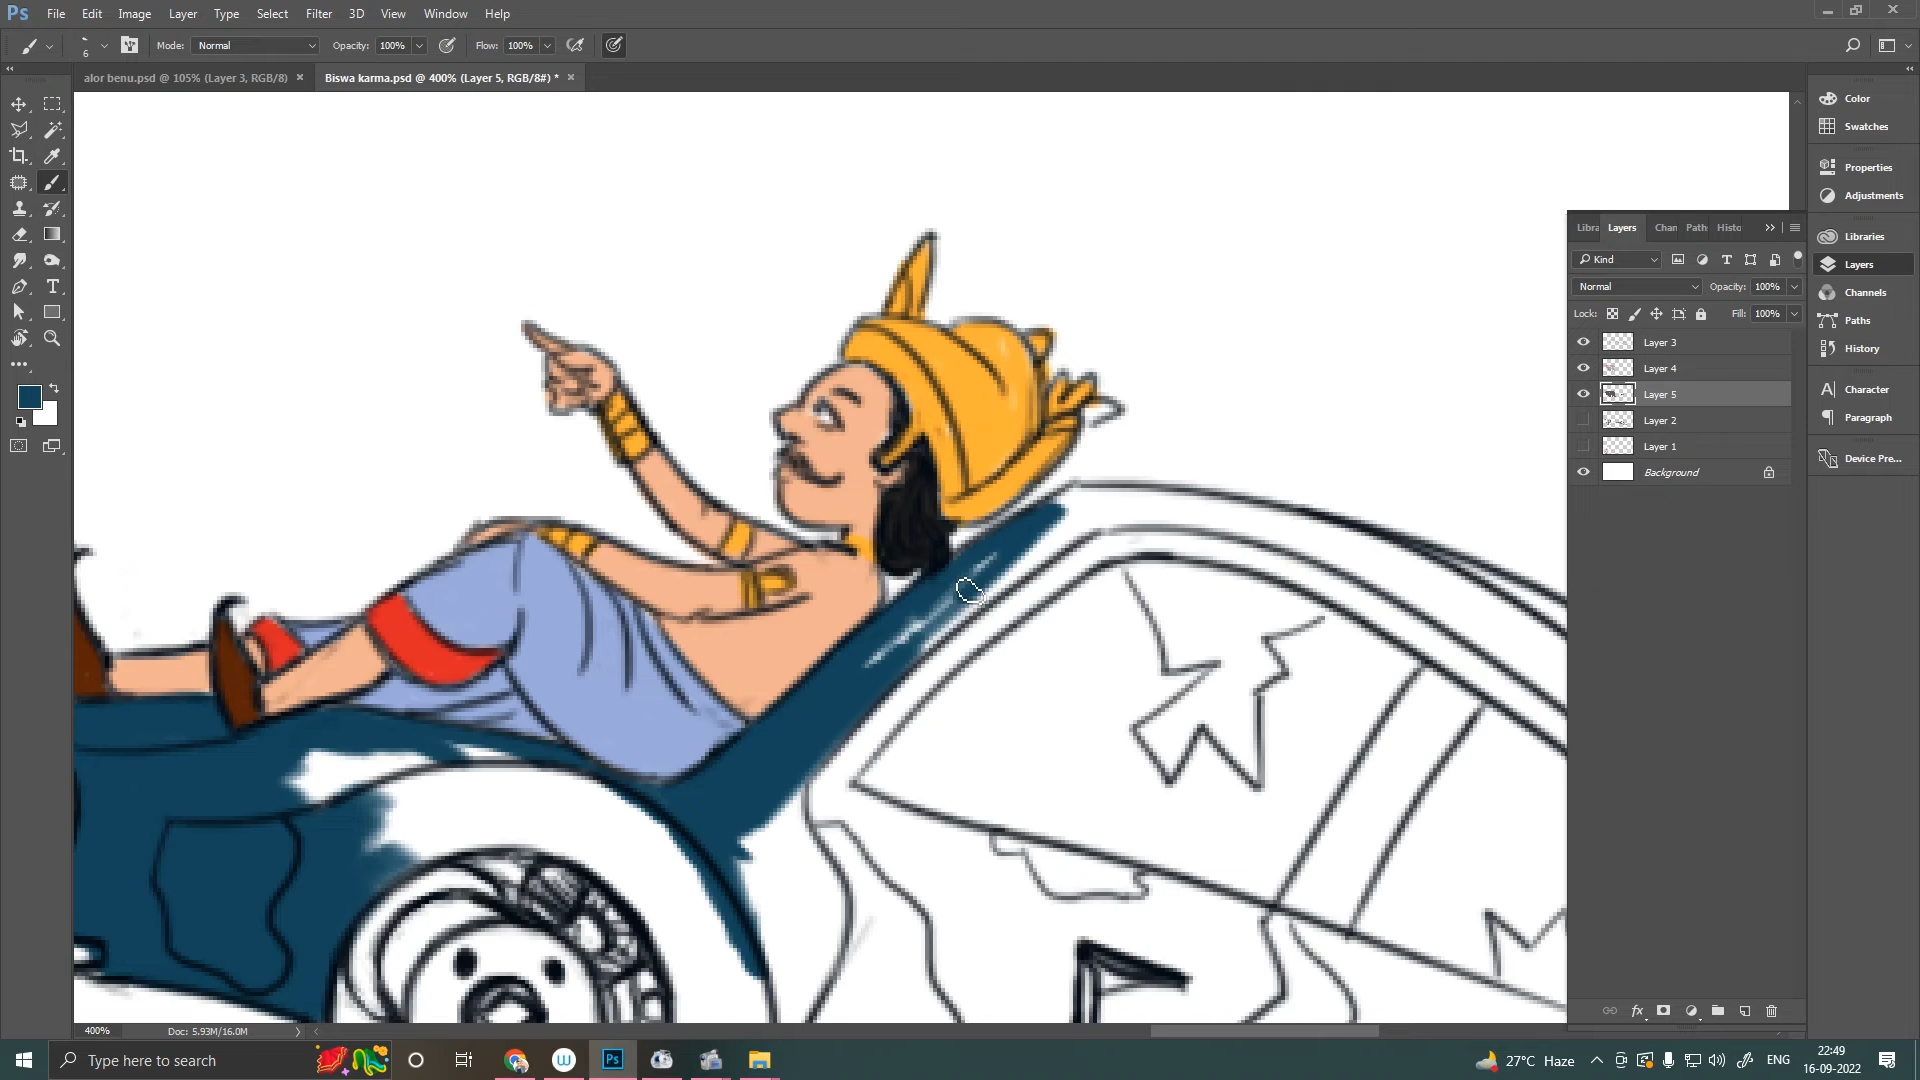 Ps File Edit Image Layer Type Select Filter 3D View Window Help
6 Mode: Normal Opacity: 100% Flow: 100%
alor benu.psd @ 105% (Layer 3, RGB/8) × Biswa karma.psd @ 400% (Layer 5, RGB/8#) * ×
Color
Swatches
Properties
Adjustments
Libraries
Layers
Channels
Paths
History
Character
Paragraph
Device Pre...
Libra Layers Chan Path Histo
Kind
Normal Opacity: 100%
Lock: Fill: 100%
Layer 3
Layer 4
Layer 5
Layer 2
Layer 1
Background
fx
400% Doc: 5.93M/16.0M
Type here to search
Ps
27°C Haze
ENG
22:49
16-09-2022